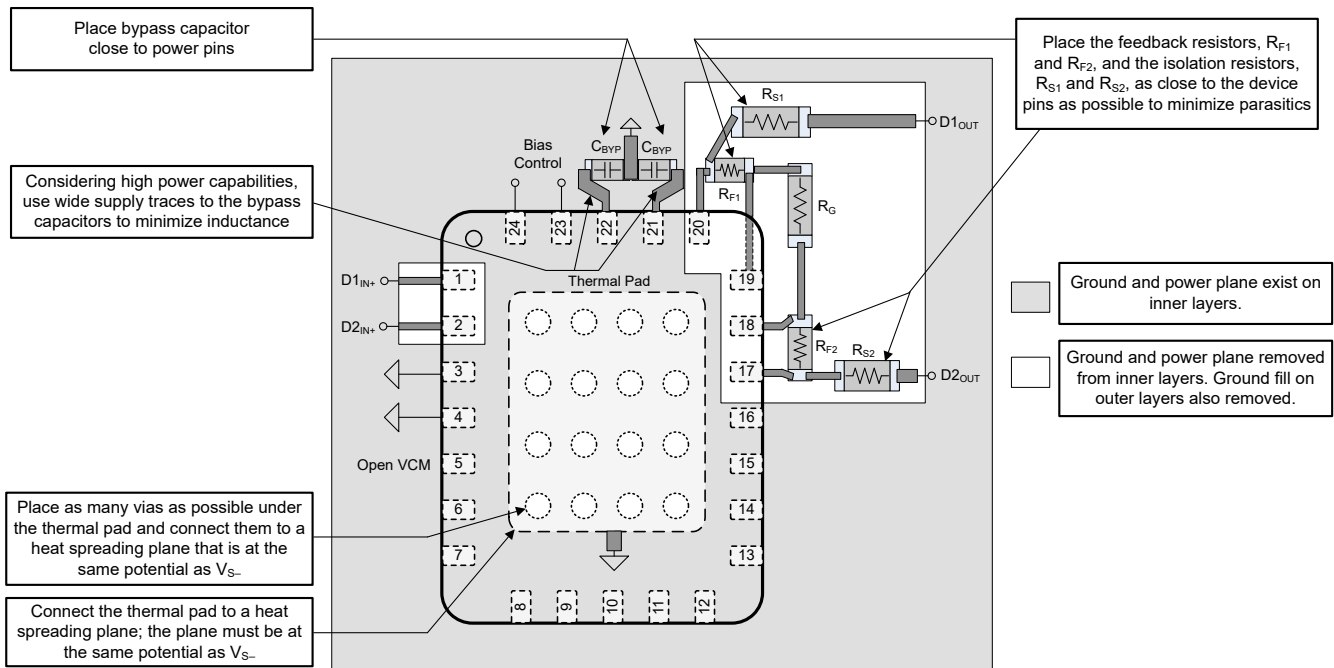 Place bypass capacitor
close to power pins
Considering high power capabilities,
use wide supply traces to the bypass
capacitors to minimize inductance
Place as many vias as possible under
the thermal pad and connect them to a
heat spreading plane that is at the
same potential as VS–
Connect the thermal pad to a heat
spreading plane; the plane must be at
the same potential as VS–
Place the feedback resistors, RF1
and RF2, and the isolation resistors,
RS1 and RS2, as close to the device
pins as possible to minimize parasitics
Ground and power plane exist on
inner layers.
Ground and power plane removed
from inner layers. Ground fill on
outer layers also removed.
Bias
Control
CBYP CBYP
RS1
D1OUT
RF1
RG
RF2
RS2
D2OUT
24 23 22 21 20
D1IN+
D2IN+
Open VCM
1
2
3
4
5
6
7
8 9 10 11 12
19
18
17
16
15
14
13
Thermal Pad